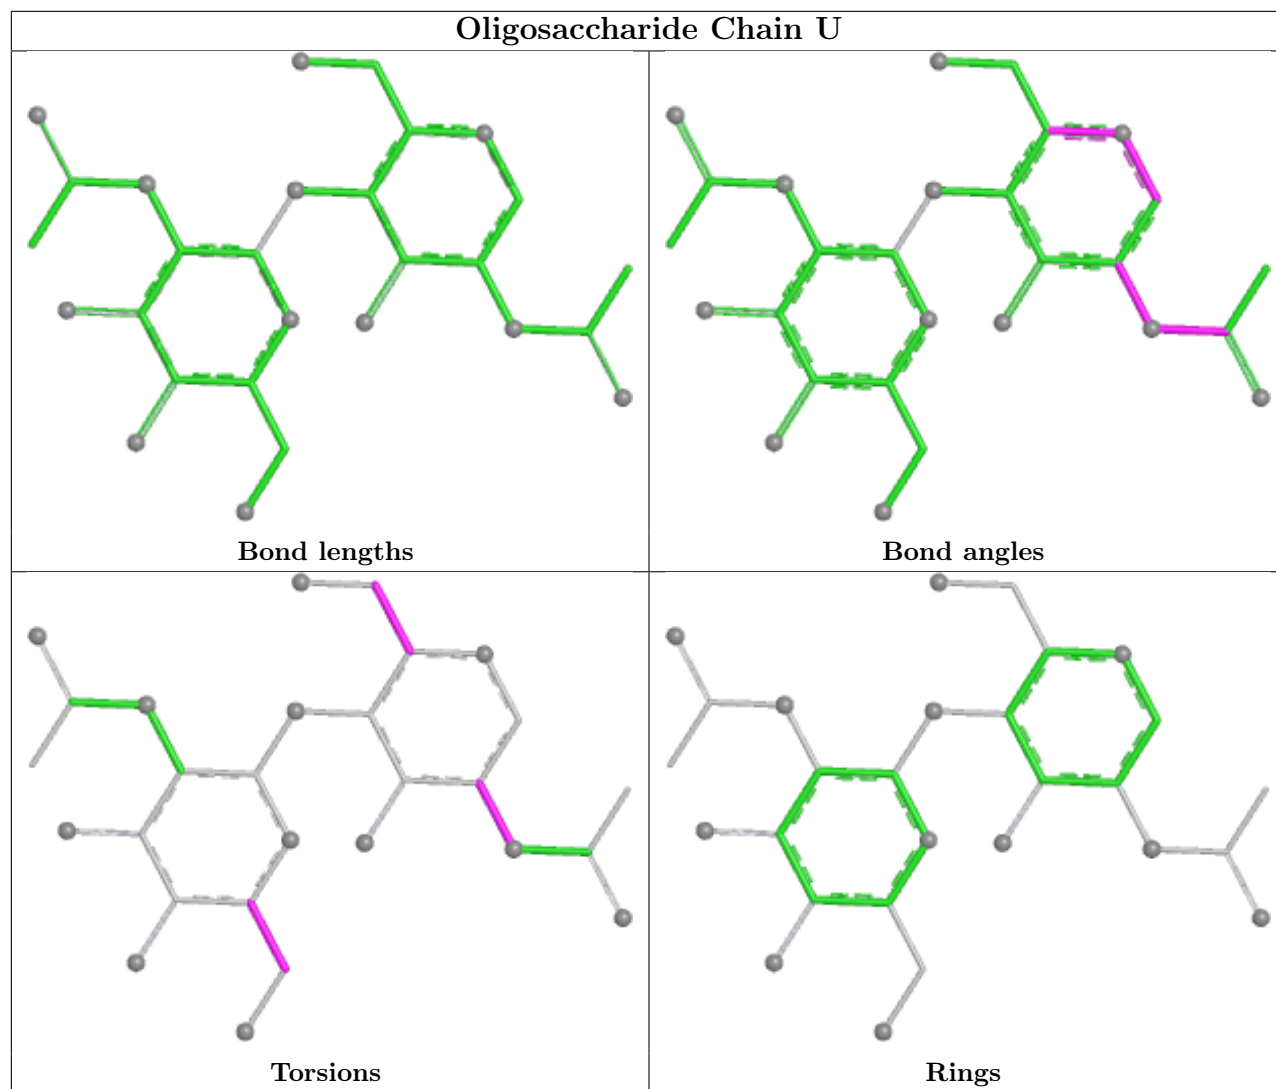 Oligosaccharide Chain U
Bond lengths
Bond angles
Torsions
Rings